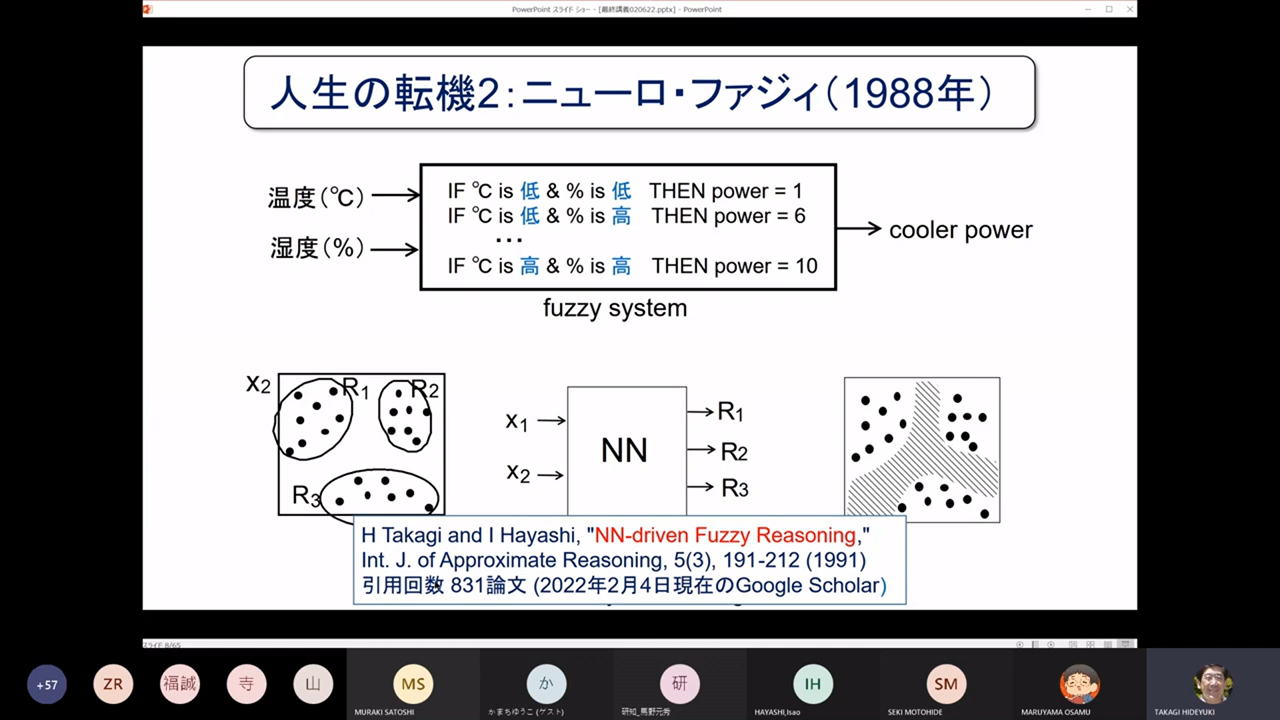 PowerPoint スライド ショー - [最終講義020622.pptx] - PowerPoint
人生の転機2:ニューロ・ファジィ(1988年)
温度(℃)
湿度(%)
IF ℃ is 低 & % is 低 THEN power = 1
IF ℃ is 低 & % is 高 THEN power = 6
...
IF ℃ is 高 & % is 高 THEN power = 10
cooler power
fuzzy system
x2
R1
R2
R3
x1
x2
NN
R1
R2
R3
H Takagi and I Hayashi, "NN-driven Fuzzy Reasoning,"
Int. J. of Approximate Reasoning, 5(3), 191-212 (1991)
引用回数 831論文 (2022年2月4日現在のGoogle Scholar)
スライド 8/65
+57
ZR
福誠
寺
山
MS
か
研
IH
SM
MURAKI SATOSHI
かまちゆうこ (ゲスト)
研知_馬野元秀
HAYASHI,Isao
SEKI MOTOHIDE
MARUYAMA OSAMU
TAKAGI HIDEYUKI